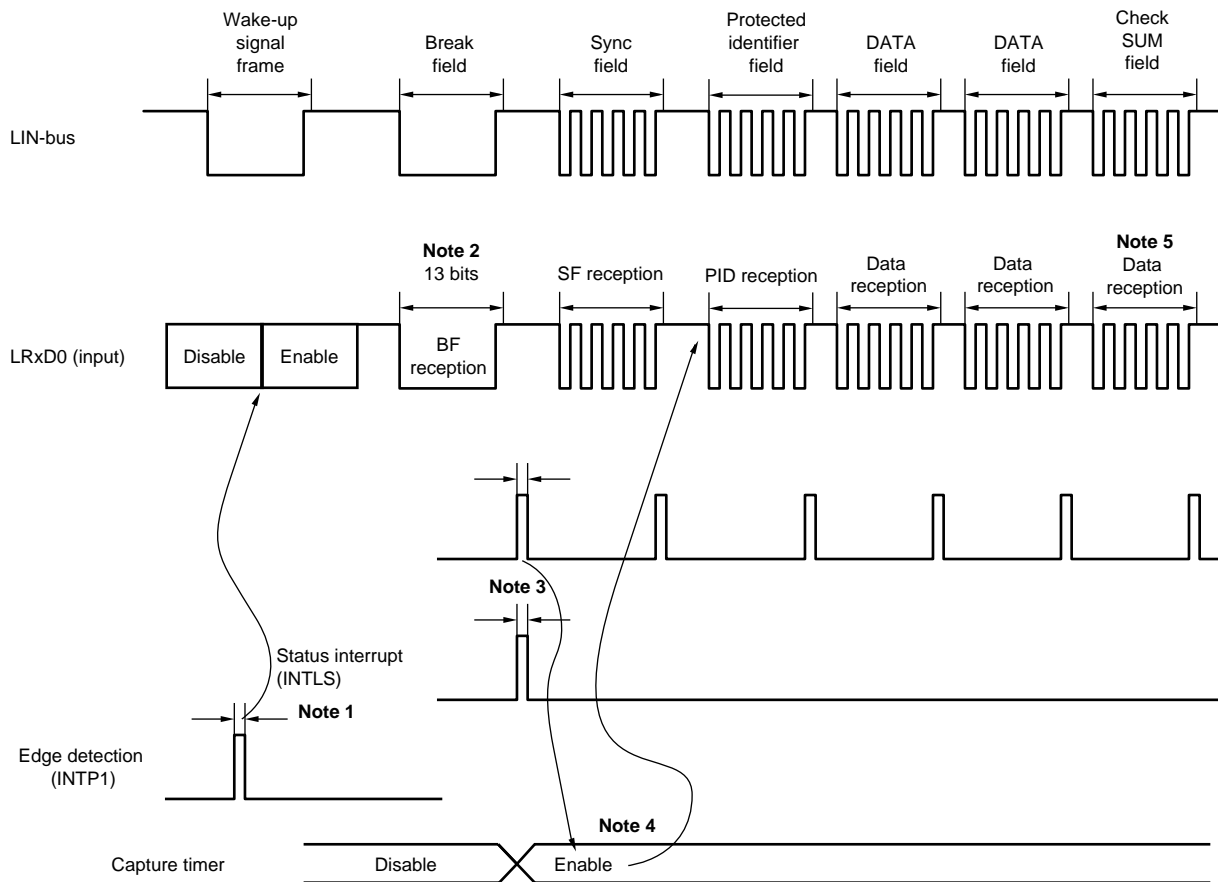 Wake-up
signal
frame
Break
field
Sync
field
Protected
identifier
field
DATA
field
DATA
field
Check
SUM
field
LIN-bus
Note 2
13 bits
SF reception
PID reception
Data
reception
Data
reception
Note 5
Data
reception
LRxD0 (input)
Disable
Enable
BF
reception
Note 3
Status interrupt
(INTLS)
Note 1
Edge detection
(INTP1)
Note 4
Capture timer
Disable
Enable